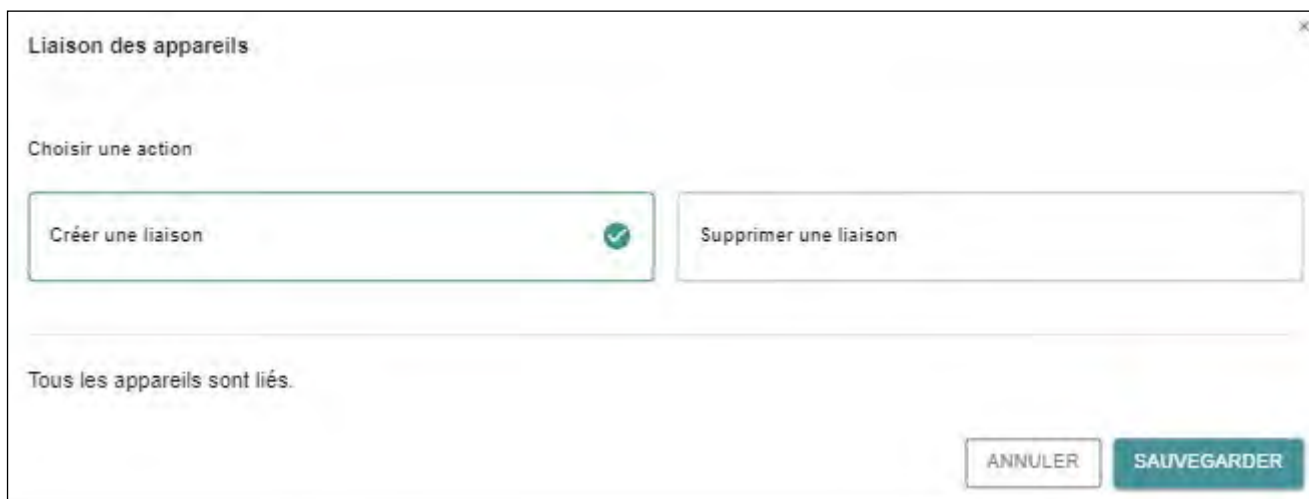 Liaison des appareils
Choisir une action
Créer une liaison
Supprimer une liaison
Tous les appareils sont liés.
ANNULER
SAUVEGARDER